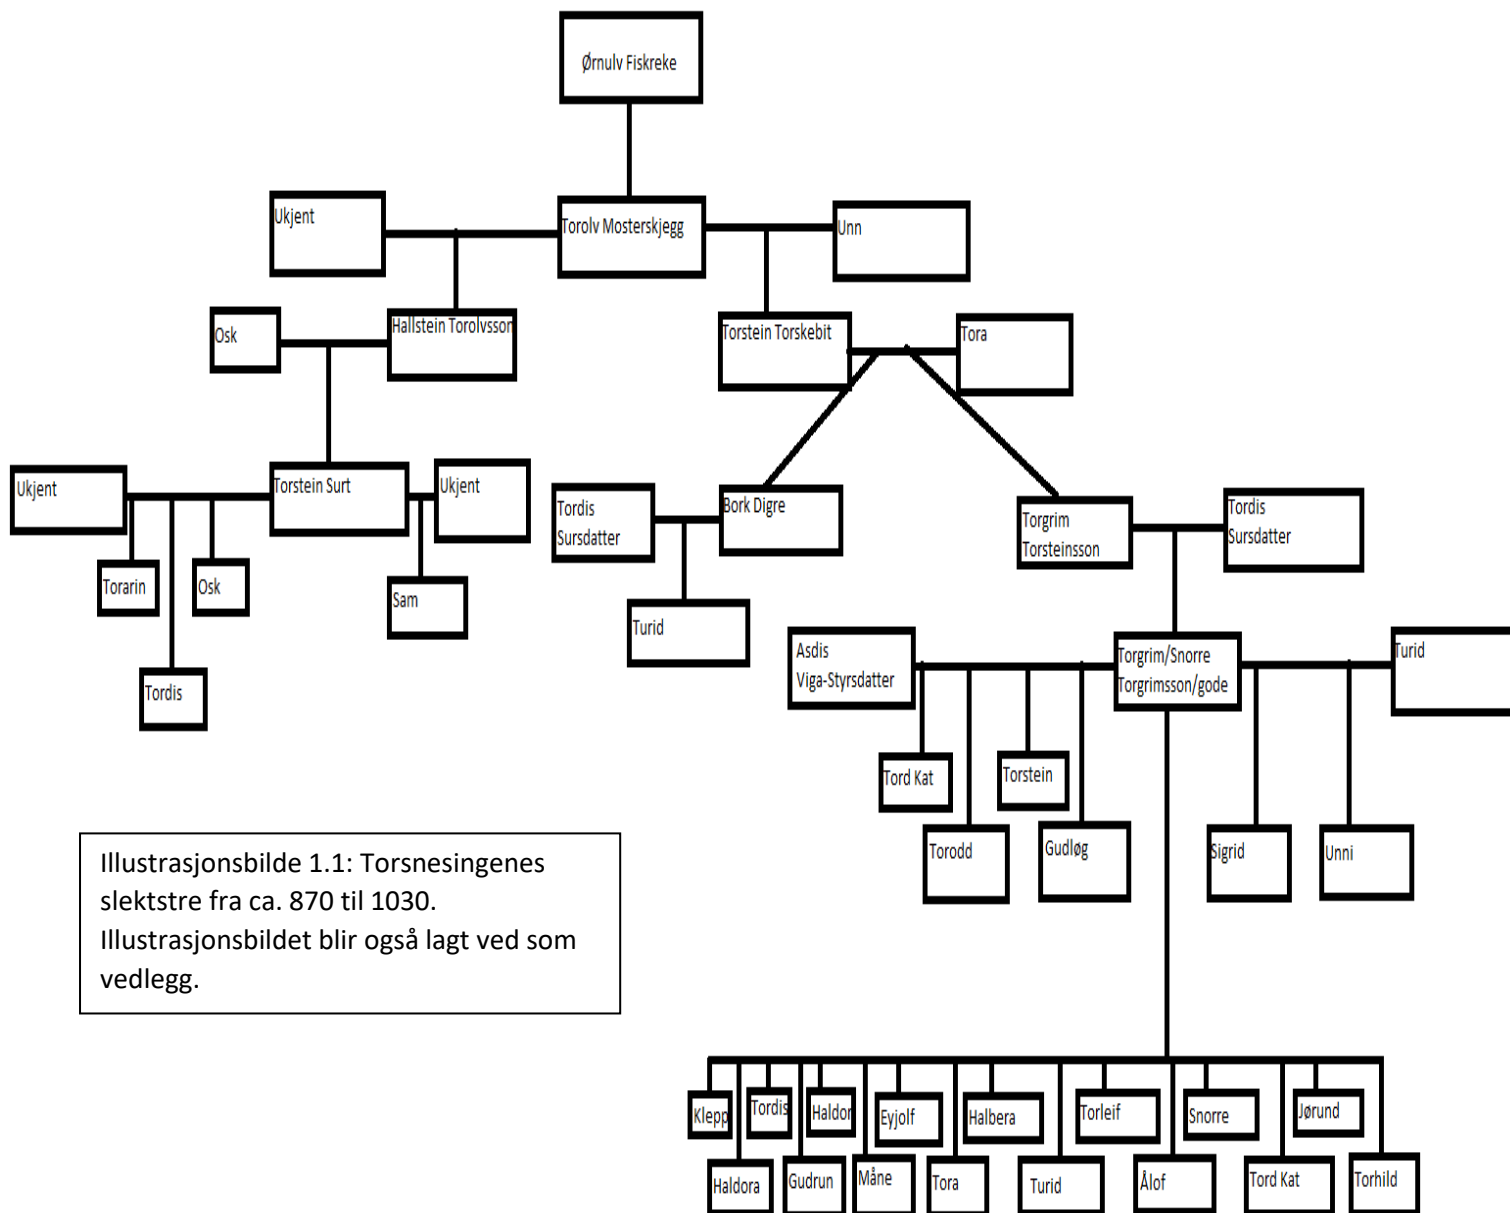 Ørnulv Fiskreke
Ukjent
Torolv Mosterskjegg
Unn
Osk
Hallstein Torolvsson
Torstein Torskebit
Tora
Ukjent
Torstein Surt
Ukjent
Tordis
Sursdatter
Bork Digre
Torgrim
Torsteinsson
Tordis
Sursdatter
Torarin
Osk
Sam
Tordis
Turid
Asdis
Viga-Styrsdatter
Torgrim/Snorre
Torgrimsson/gode
Turid
Tord Kat
Torstein
Torodd
Gudløg
Sigrid
Unni
Illustrasjonsbilde 1.1: Torsnesingenes
slektstre fra ca. 870 til 1030.
Illustrasjonsbildet blir også lagt ved som
vedlegg.
Klepp
Tordis
Haldor
Eyjolf
Halbera
Torleif
Snorre
Jørund
Haldora
Gudrun
Måne
Tora
Turid
Ålof
Tord Kat
Torhild